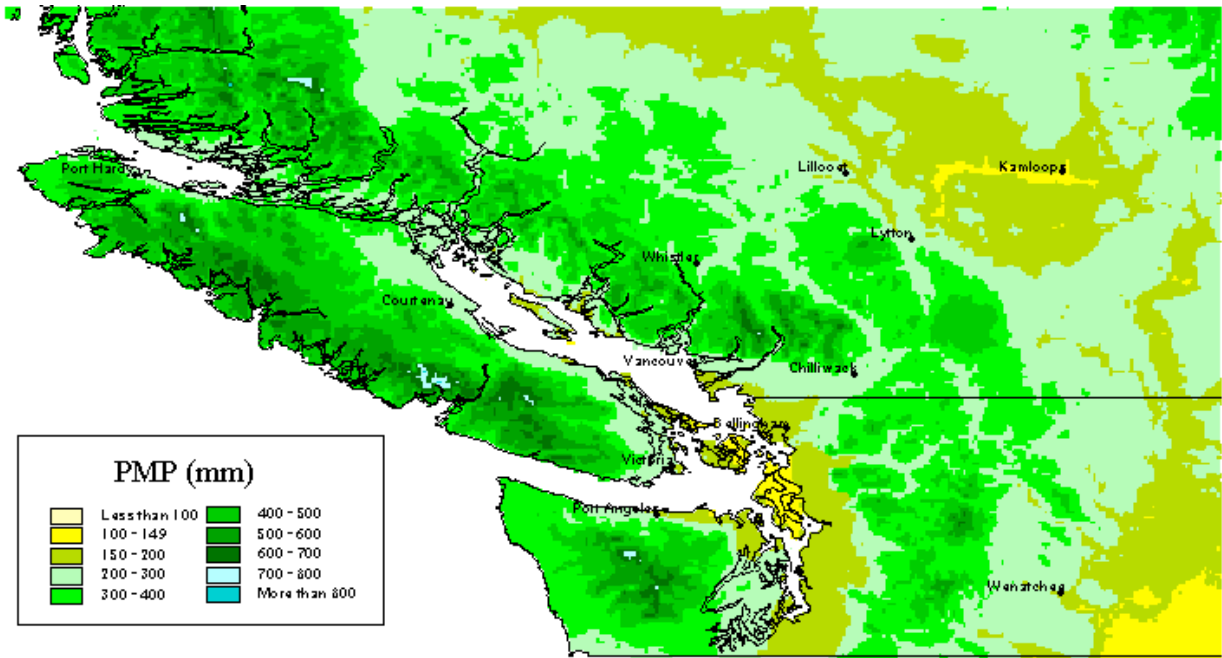 Lillooet
Kamloops
Port Hardy
Lytton
Whistler
Courtenay
Vancouver
Chilliwack
Bellingham
Victoria
Port Angeles
Wenatchee
PMP (mm)
Less than 100
100 - 149
150 - 200
200 - 300
300 - 400
400 - 500
500 - 600
600 - 700
700 - 800
More than 800